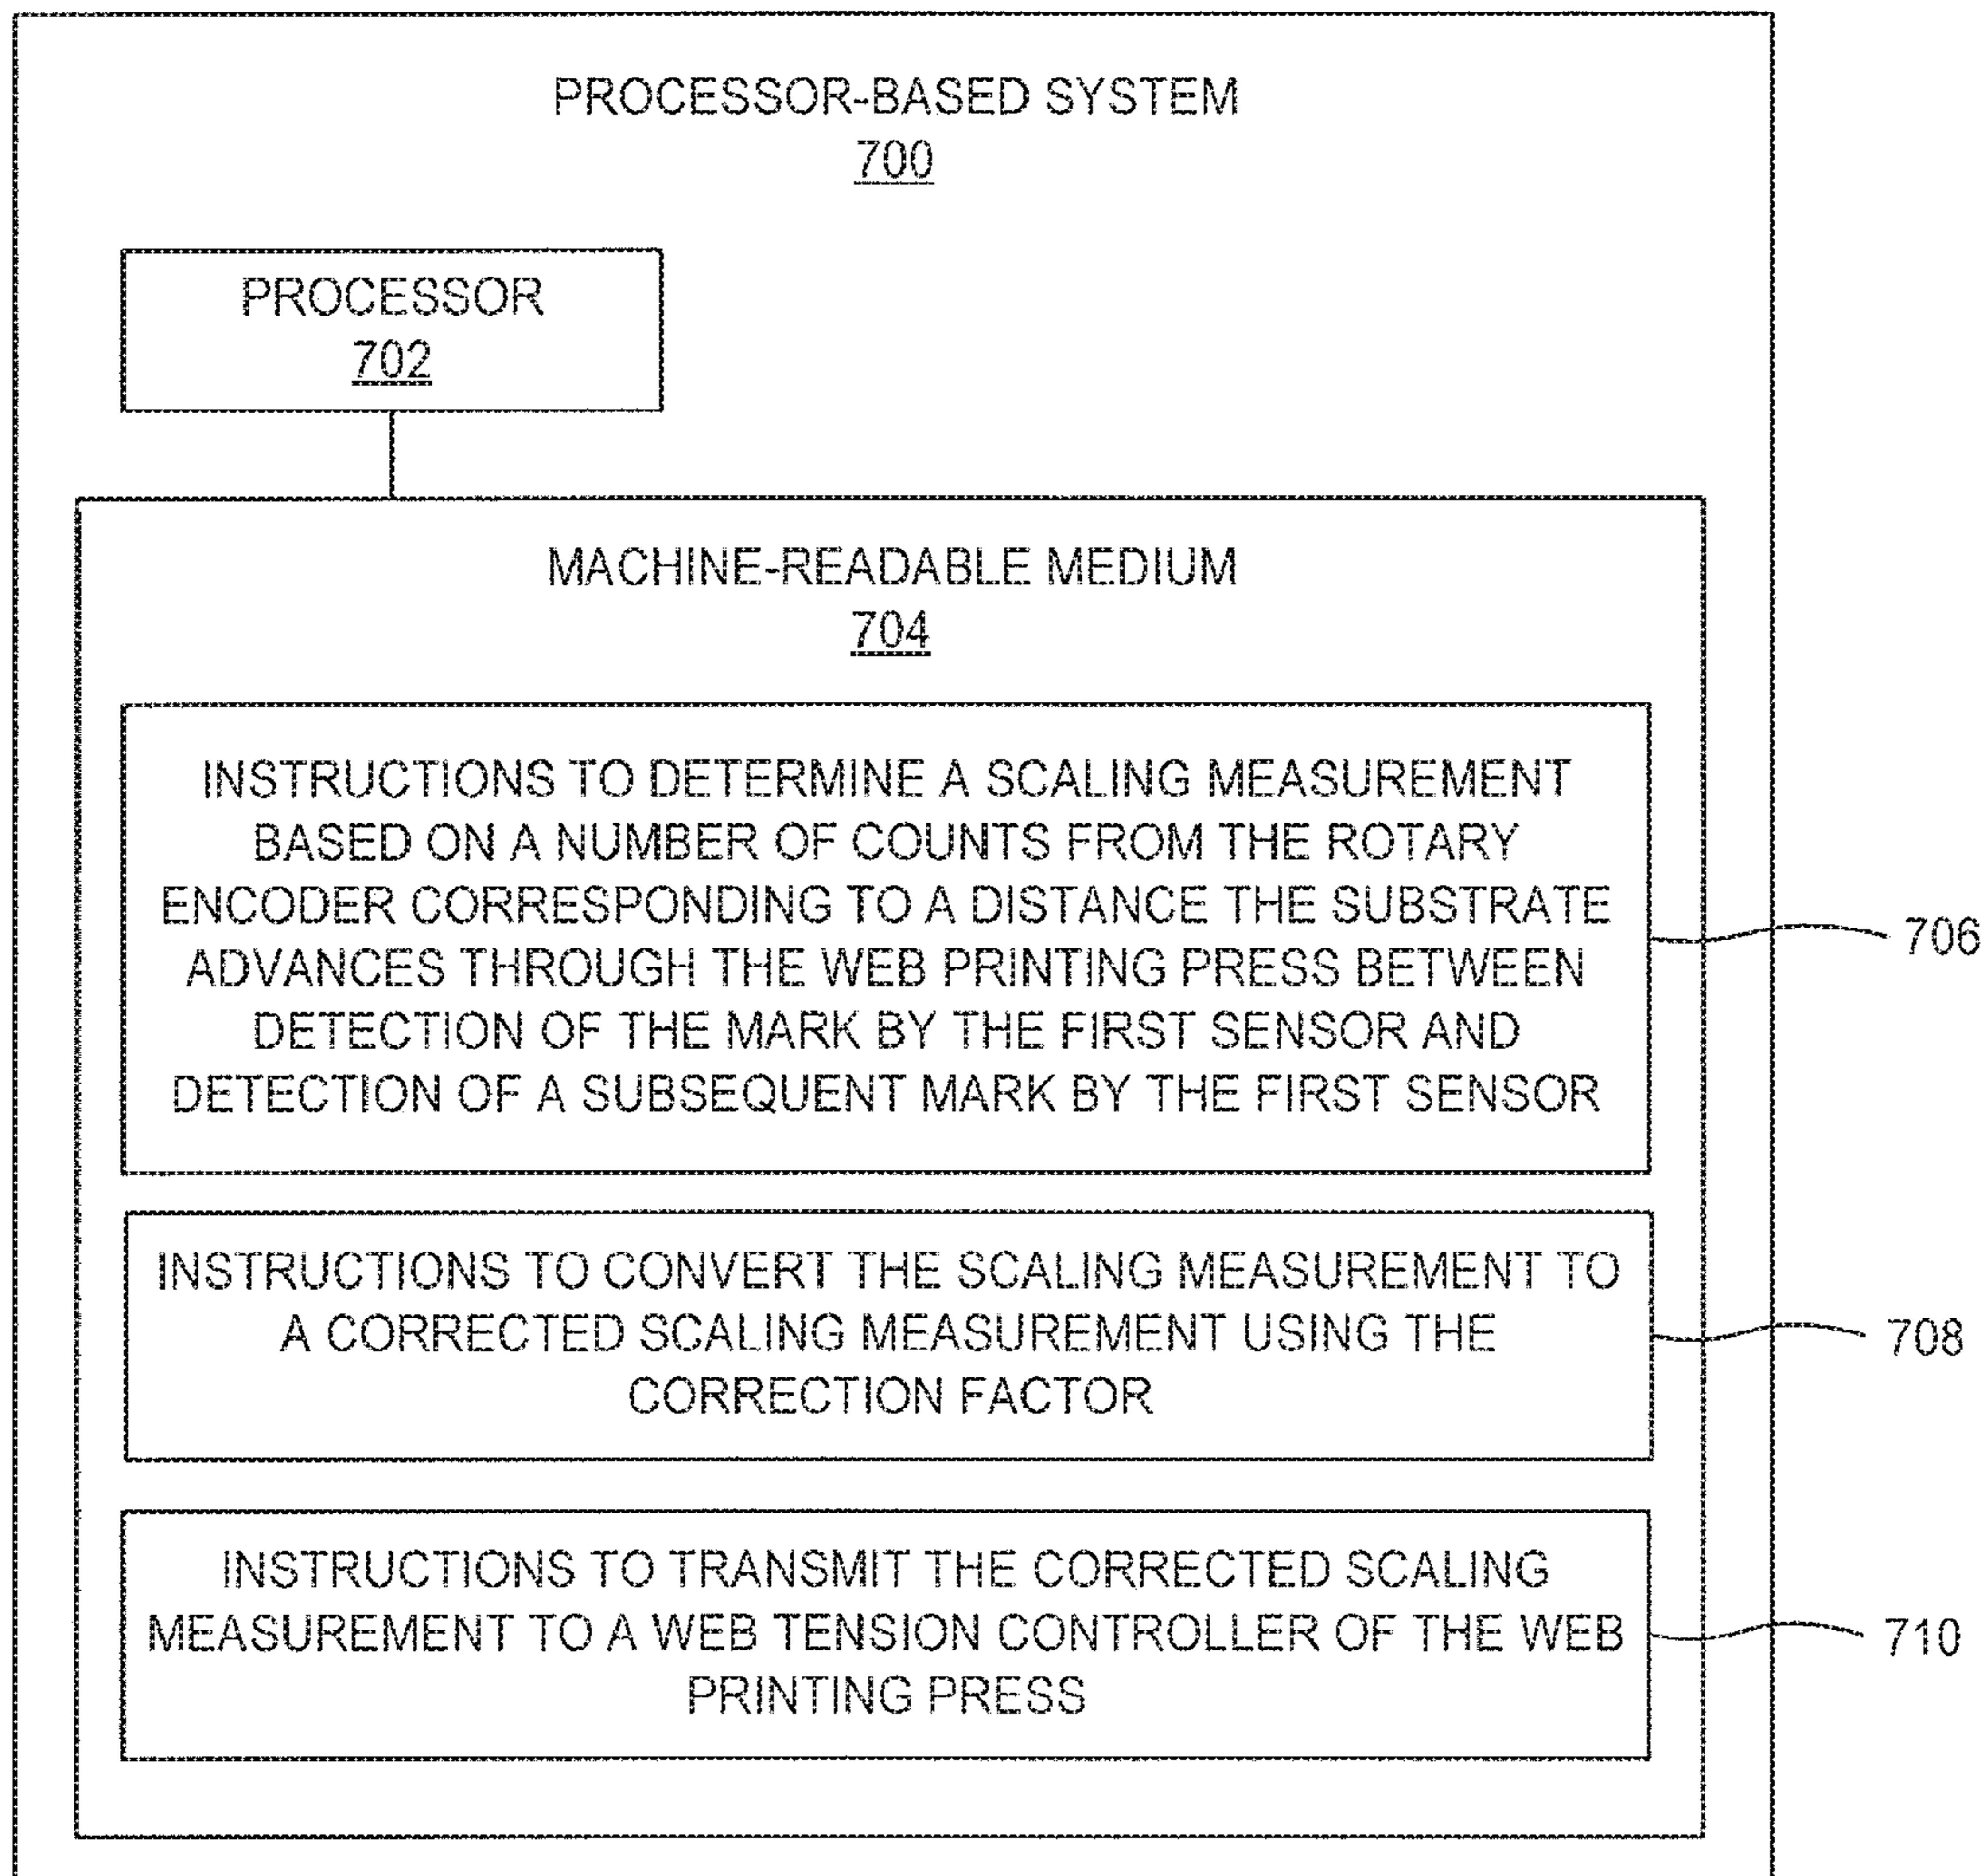 PROCESSOR-BASED SYSTEM
700
PROCESSOR
702
MACHINE-READABLE MEDIUM
704
INSTRUCTIONS TO DETERMINE A SCALING MEASUREMENT
BASED ON A NUMBER OF COUNTS FROM THE ROTARY
ENCODER CORRESPONDING TO A DISTANCE THE SUBSTRATE
ADVANCES THROUGH THE WEB PRINTING PRESS BETWEEN
DETECTION OF THE MARK BY THE FIRST SENSOR AND
DETECTION OF A SUBSEQUENT MARK BY THE FIRST SENSOR
706
INSTRUCTIONS TO CONVERT THE SCALING MEASUREMENT TO
A CORRECTED SCALING MEASUREMENT USING THE
CORRECTION FACTOR
708
INSTRUCTIONS TO TRANSMIT THE CORRECTED SCALING
MEASUREMENT TO A WEB TENSION CONTROLLER OF THE WEB
PRINTING PRESS
710